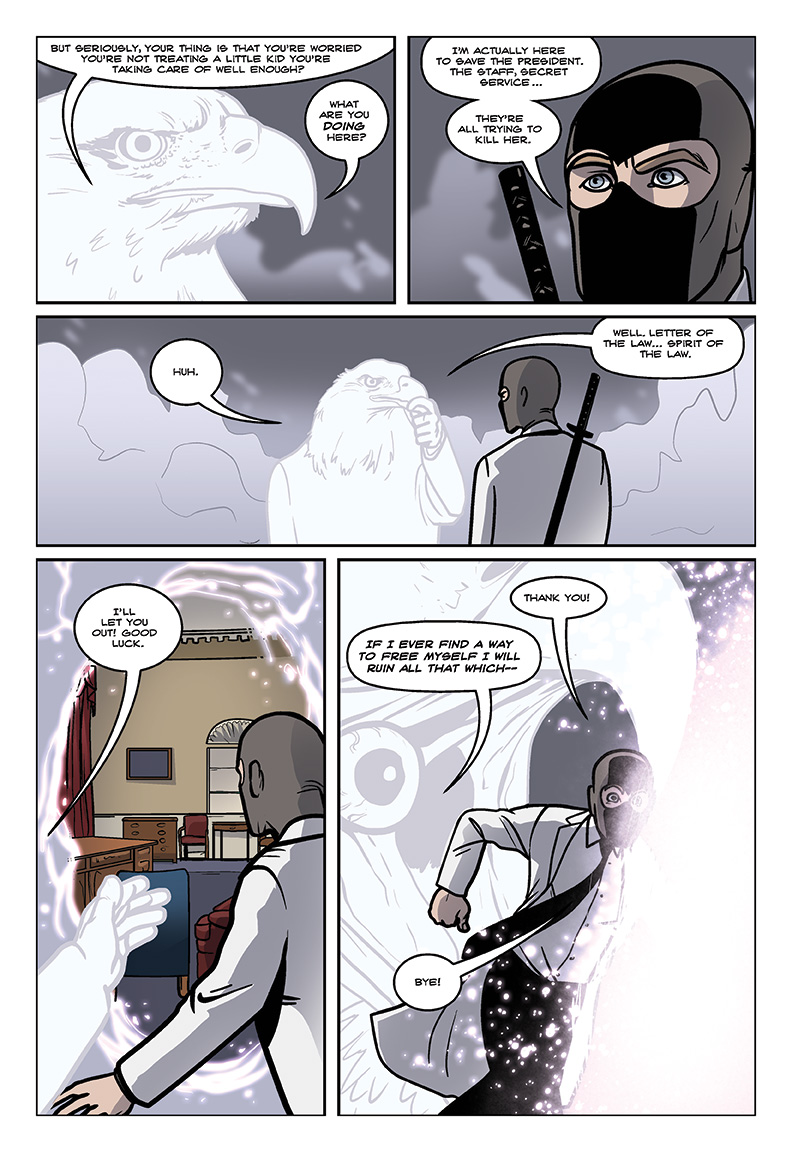 BUT SERIOUSLY, YOUR THING IS THAT YOU'RE WORRIED
YOU'RE NOT TREATING A LITTLE KID YOU'RE
TAKING CARE OF WELL ENOUGH?
WHAT
ARE YOU
DOING
HERE?
I'M ACTUALLY HERE
TO SAVE THE PRESIDENT.
THE STAFF, SECRET
SERVICE...
THEY'RE
ALL TRYING TO
KILL HER.
HUH.
WELL. LETTER OF
THE LAW... SPIRIT OF
THE LAW.
I'LL
LET YOU
OUT! GOOD
LUCK.
THANK YOU!
IF I EVER FIND A WAY
TO FREE MYSELF I WILL
RUIN ALL THAT WHICH--
BYE!